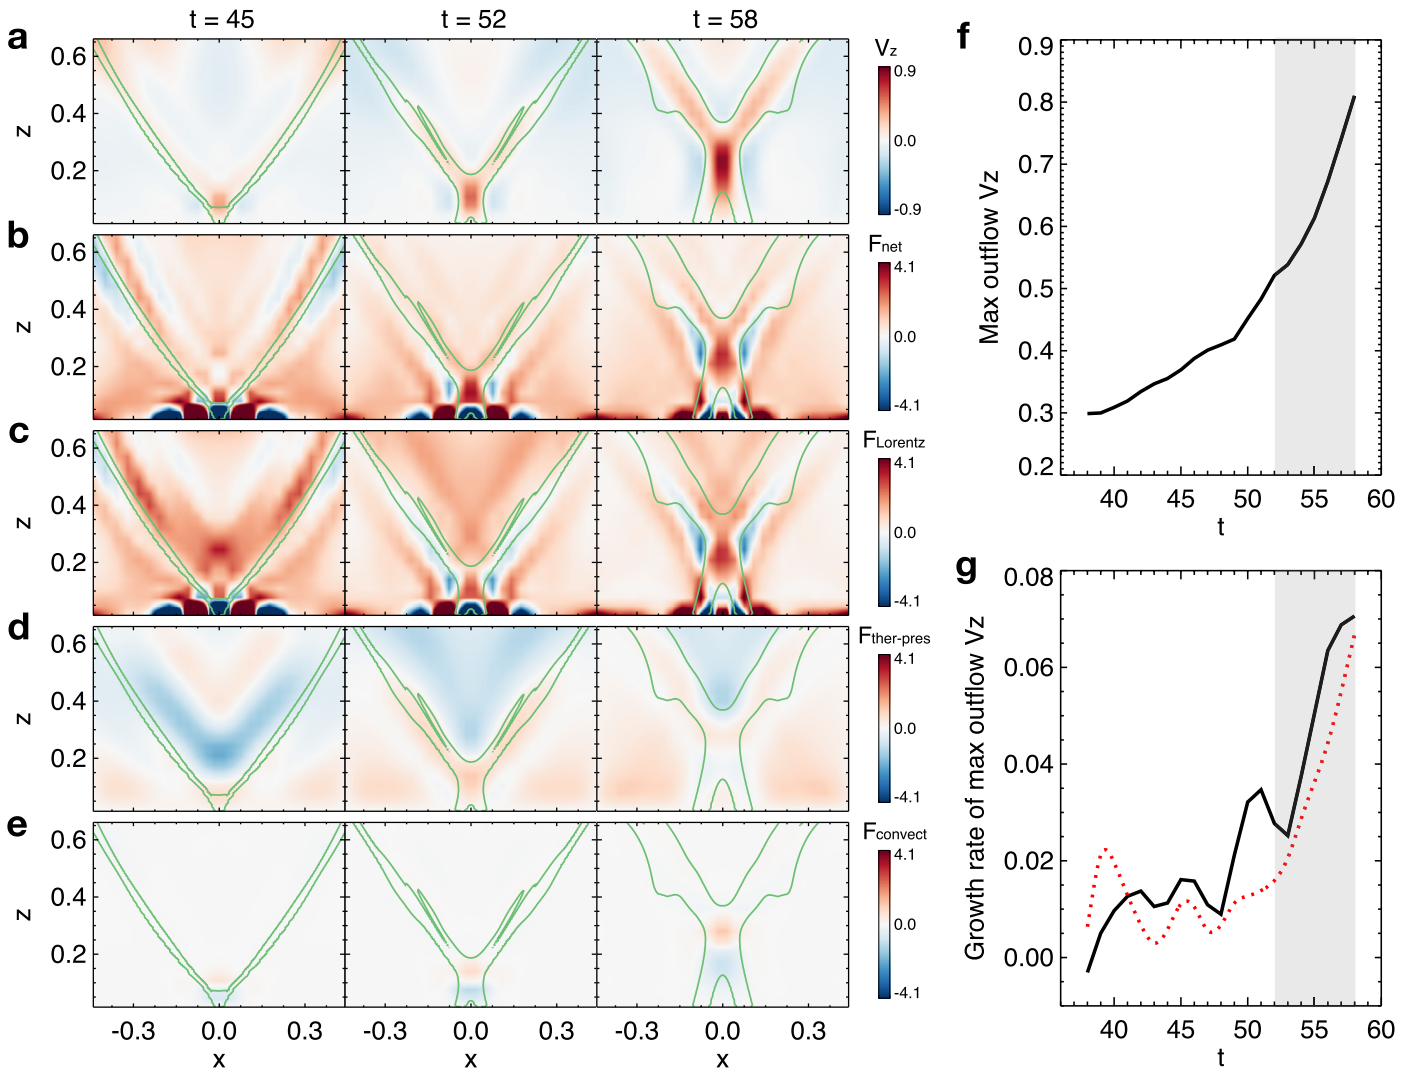 t = 45 t = 52 t = 58
a
z
0.6
0.4
0.2
Vz
0.9
0.0
-0.9
b
z
0.6
0.4
0.2
Fnet
4.1
0.0
-4.1
c
z
0.6
0.4
0.2
FLorentz
4.1
0.0
-4.1
d
z
0.6
0.4
0.2
Fther-pres
4.1
0.0
-4.1
e
z
0.6
0.4
0.2
Fconvect
4.1
0.0
-4.1
-0.3 0.0 0.3 -0.3 0.0 0.3 -0.3 0.0 0.3
x x x
f
Max outflow Vz
0.9
0.8
0.7
0.6
0.5
0.4
0.3
0.2
40 45 50 55 60
t
g
Growth rate of max outflow Vz
0.08
0.06
0.04
0.02
0.00
40 45 50 55 60
t